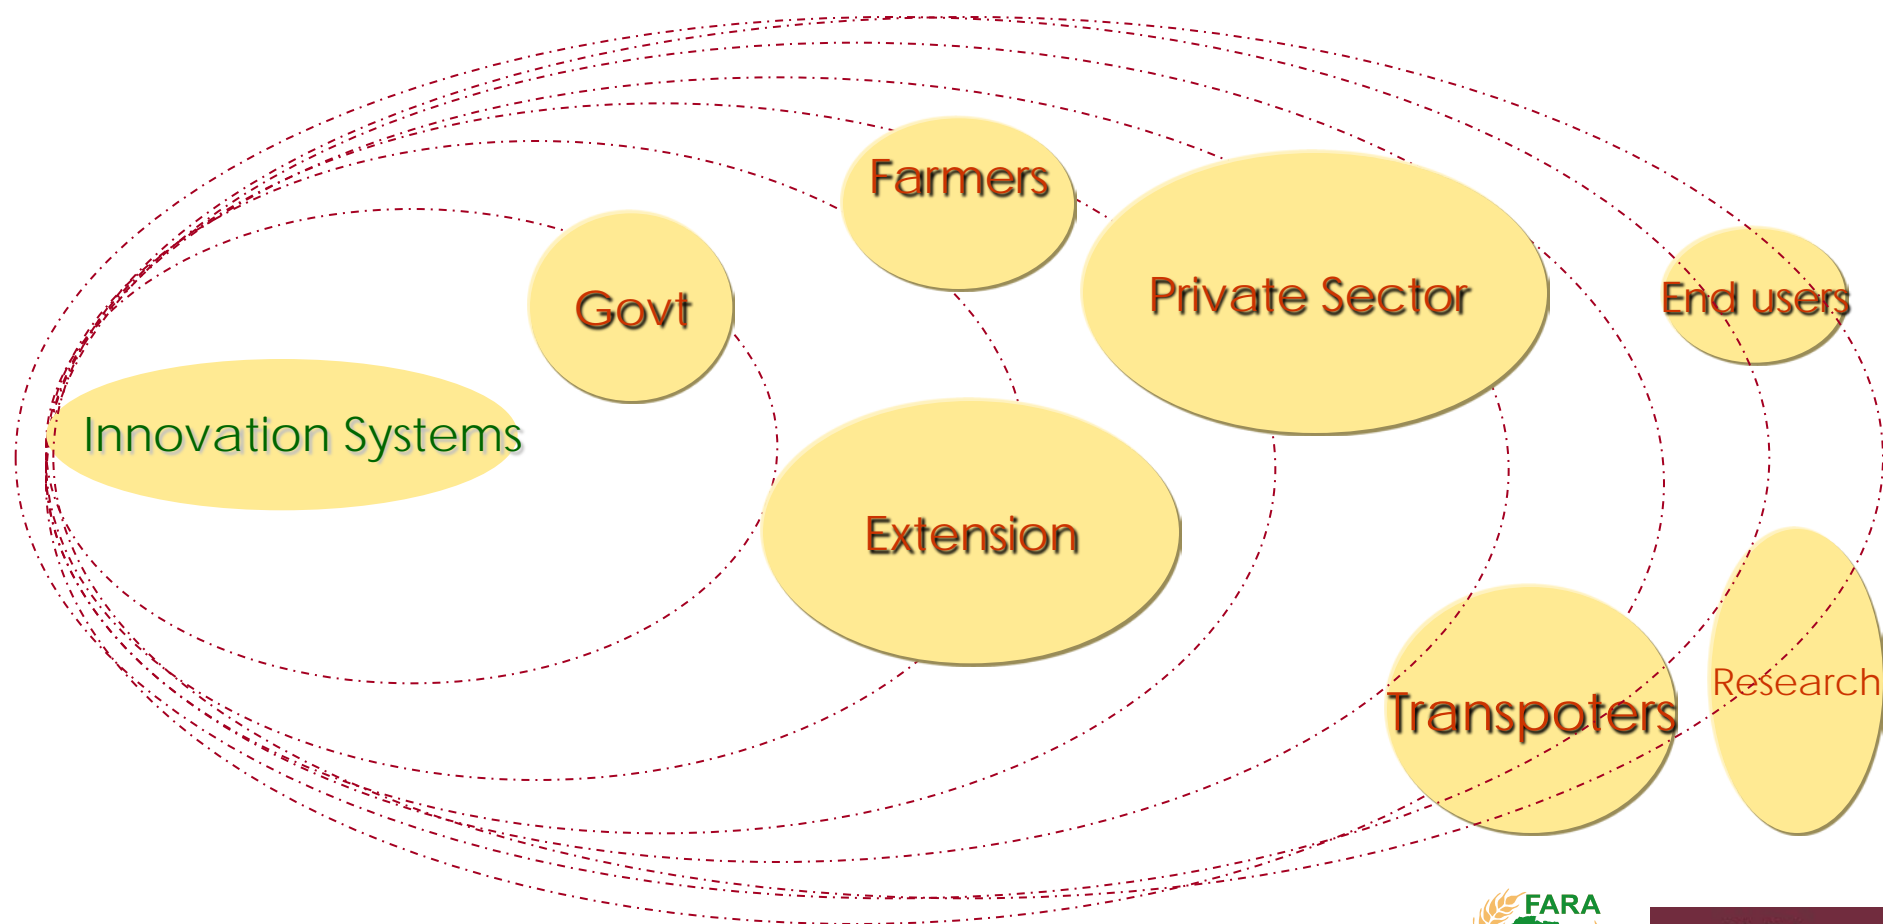 Farmers
Govt
Private Sector
End users
Innovation Systems
Extension
Research
Transpoters
FARA